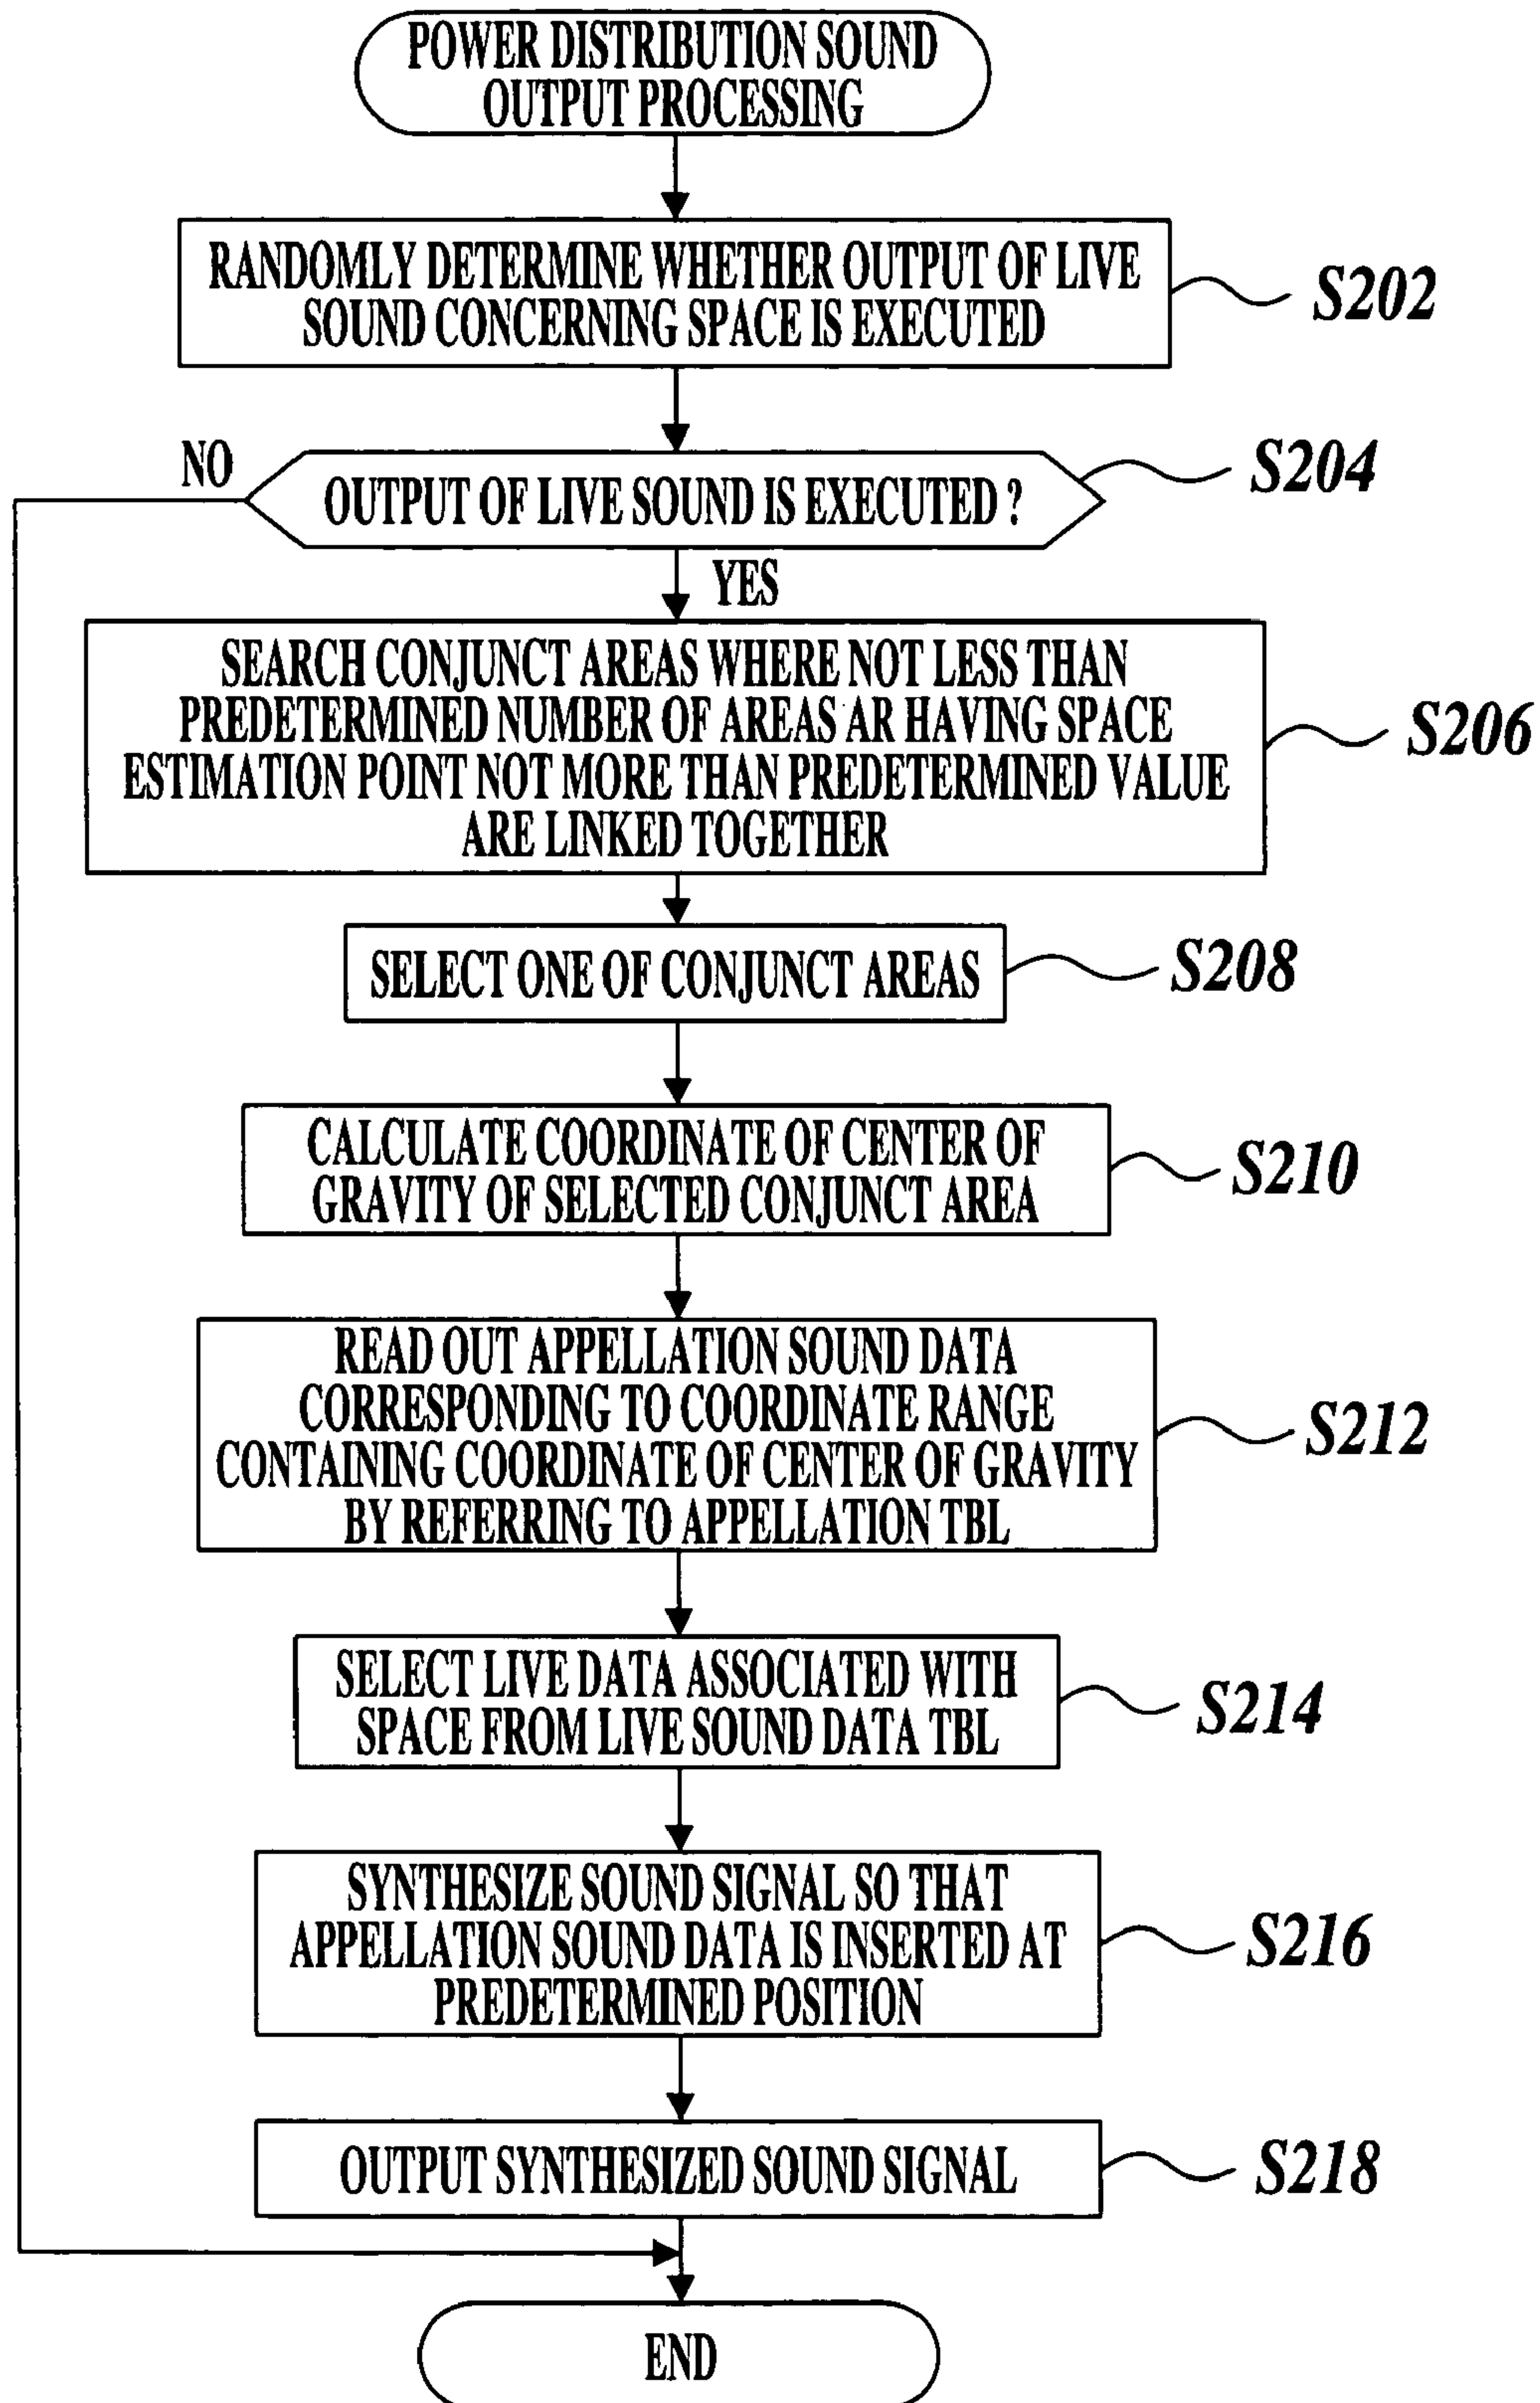 POWER DISTRIBUTION SOUND
OUTPUT PROCESSING
RANDOMLY DETERMINE WHETHER OUTPUT OF LIVE
SOUND CONCERNING SPACE IS EXECUTED
S202
NO
OUTPUT OF LIVE SOUND IS EXECUTED ?
S204
YES
SEARCH CONJUNCT AREAS WHERE NOT LESS THAN
PREDETERMINED NUMBER OF AREAS AR HAVING SPACE
ESTIMATION POINT NOT MORE THAN PREDETERMINED VALUE
ARE LINKED TOGETHER
S206
SELECT ONE OF CONJUNCT AREAS
S208
CALCULATE COORDINATE OF CENTER OF
GRAVITY OF SELECTED CONJUNCT AREA
S210
READ OUT APPELLATION SOUND DATA
CORRESPONDING TO COORDINATE RANGE
CONTAINING COORDINATE OF CENTER OF GRAVITY
BY REFERRING TO APPELLATION TBL
S212
SELECT LIVE DATA ASSOCIATED WITH
SPACE FROM LIVE SOUND DATA TBL
S214
SYNTHESIZE SOUND SIGNAL SO THAT
APPELLATION SOUND DATA IS INSERTED AT
PREDETERMINED POSITION
S216
OUTPUT SYNTHESIZED SOUND SIGNAL
S218
END